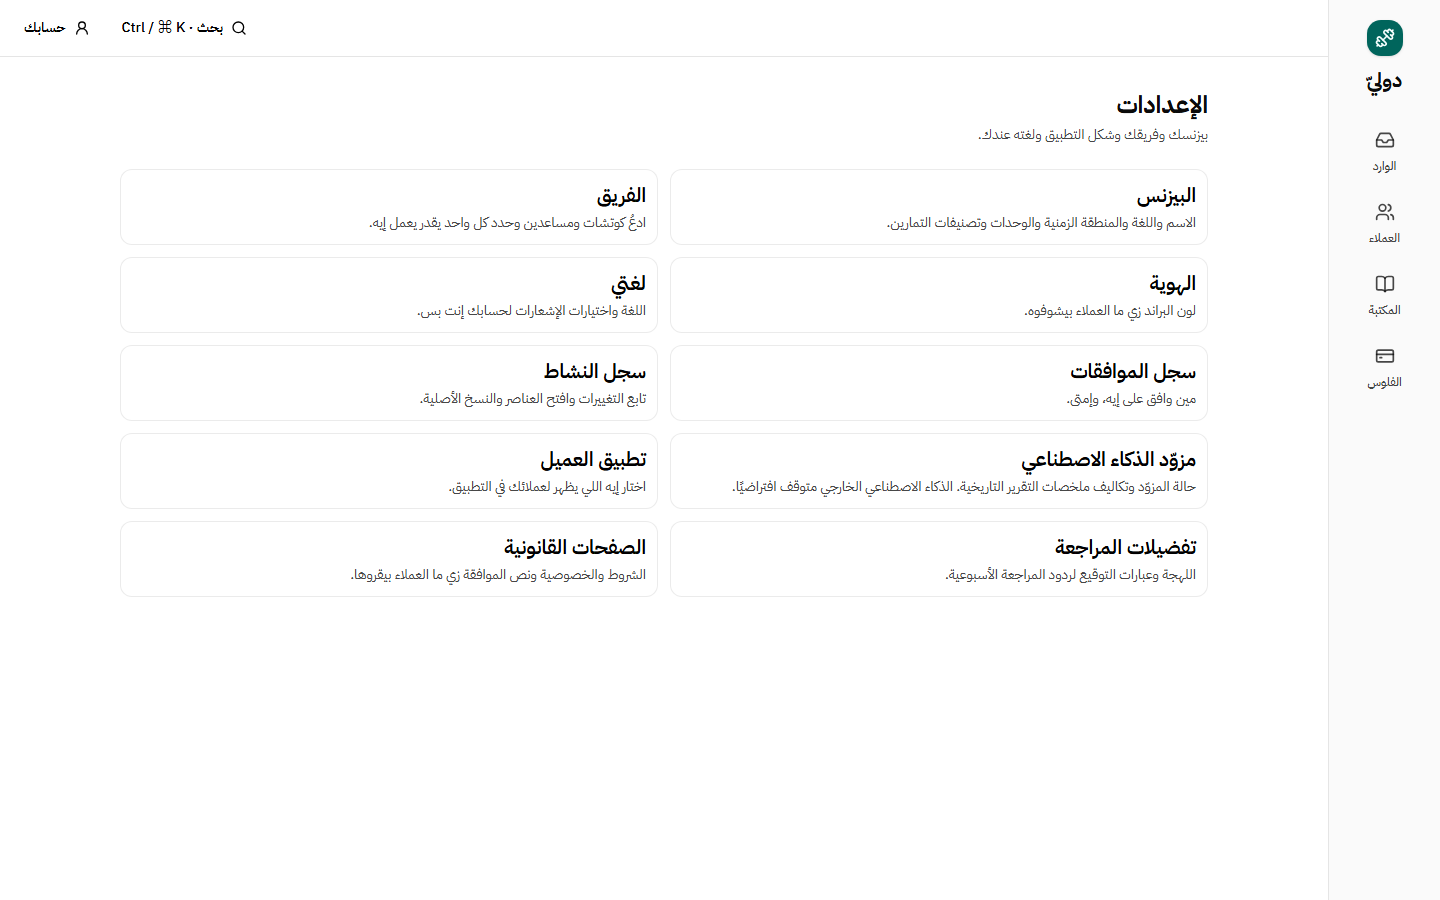 دوليّ
الوارد
العملاء
المكتبة
الفلوس
بحث · Ctrl / ⌘ K
حسابك
الإعدادات
بيزنسك وفريقك وشكل التطبيق ولغته عندك.
البيزنس
الاسم واللغة والمنطقة الزمنية والوحدات وتصنيفات التمارين.
الفريق
ادعُ كوتشات ومساعدين وحدد كل واحد يقدر يعمل إيه.
الهوية
لون البراند زي ما العملاء بيشوفوه.
لغتي
اللغة واختيارات الإشعارات لحسابك إنت بس.
سجل الموافقات
مين وافق على إيه، وإمتى.
سجل النشاط
تابع التغييرات وافتح العناصر والنسخ الأصلية.
مزوّد الذكاء الاصطناعي
حالة المزوّد وتكاليف ملخصات التقرير التاريخية. الذكاء الاصطناعي الخارجي متوقف افتراضيًا.
تطبيق العميل
اختار إيه اللي يظهر لعملائك في التطبيق.
تفضيلات المراجعة
اللهجة وعبارات التوقيع لردود المراجعة الأسبوعية.
الصفحات القانونية
الشروط والخصوصية ونص الموافقة زي ما العملاء بيقروها.